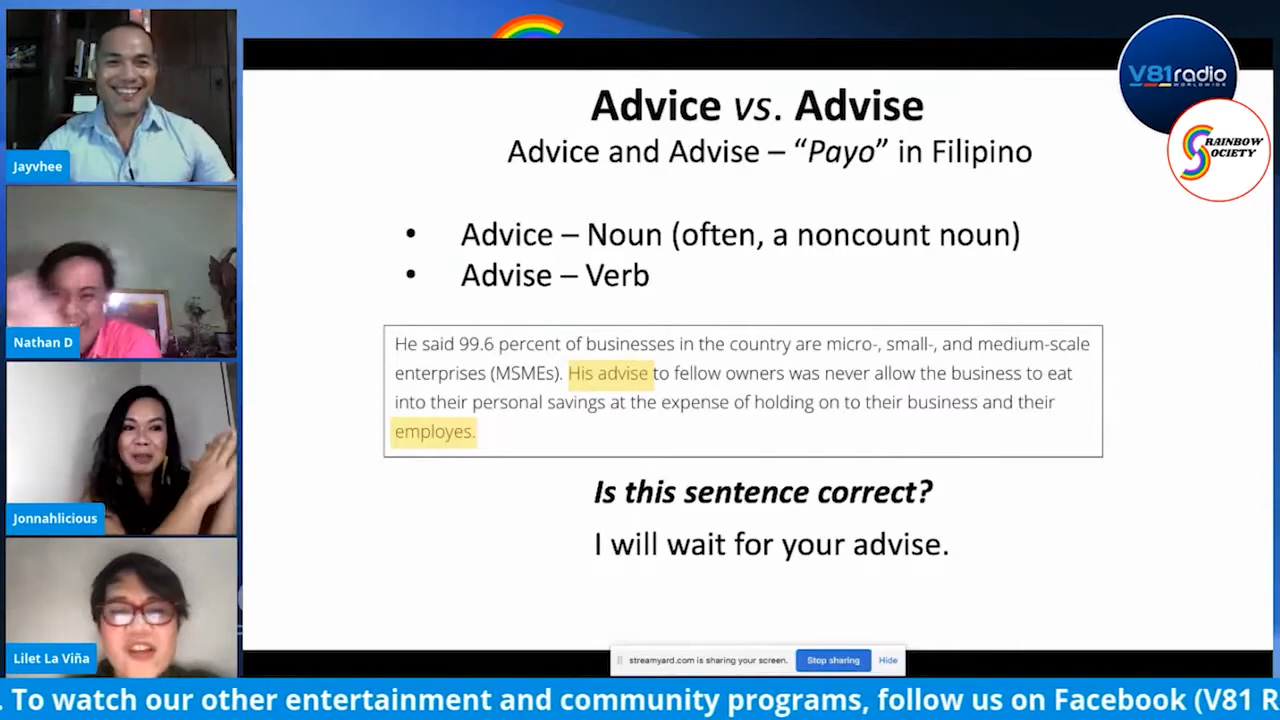 Jayvhee
Nathan D
Jonnahlicious
Lilet La Viña
V81radio
WORLDWIDE
RAINBOW
SOCIETY
Advice vs. Advise
Advice and Advise – “Payo” in Filipino
• Advice – Noun (often, a noncount noun)
• Advise – Verb
He said 99.6 percent of businesses in the country are micro-, small-, and medium-scale
enterprises (MSMEs). His advise to fellow owners was never allow the business to eat
into their personal savings at the expense of holding on to their business and their
employes.
Is this sentence correct?
I will wait for your advise.
streamyard.com is sharing your screen. Stop sharing Hide
. To watch our other entertainment and community programs, follow us on Facebook (V81 R